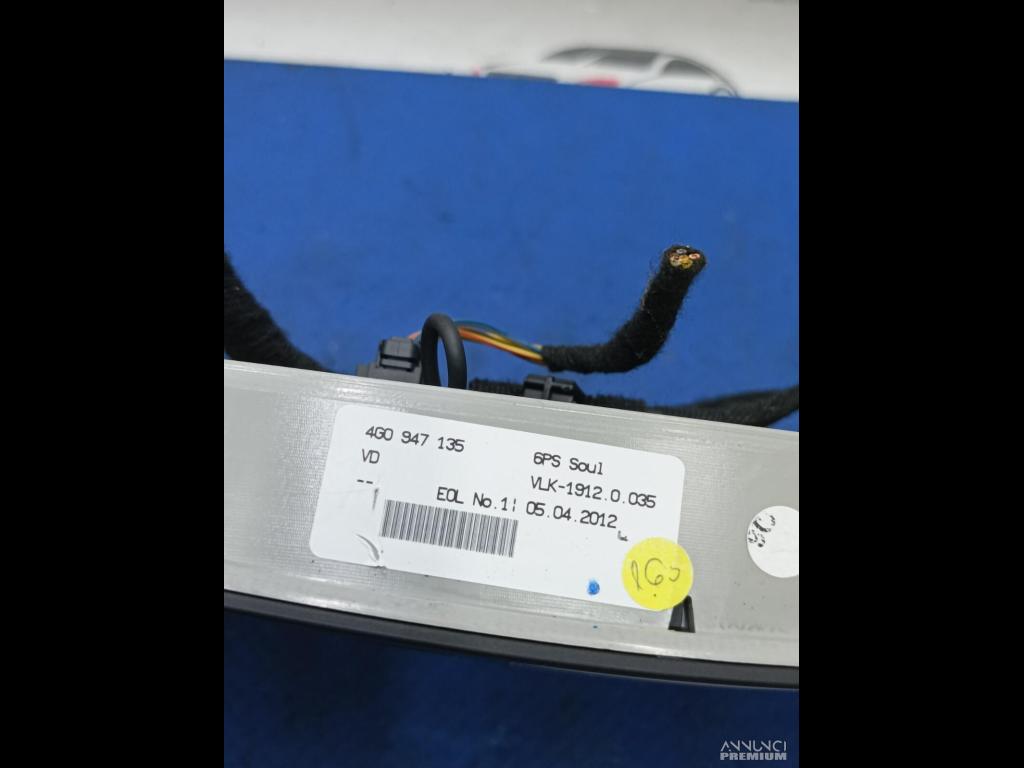 4G0 947 135
VD
--
6PS Soul
VLK-1912.0.035
EOL No.1: 05.04.2012
ANNUNCI
PREMIUM